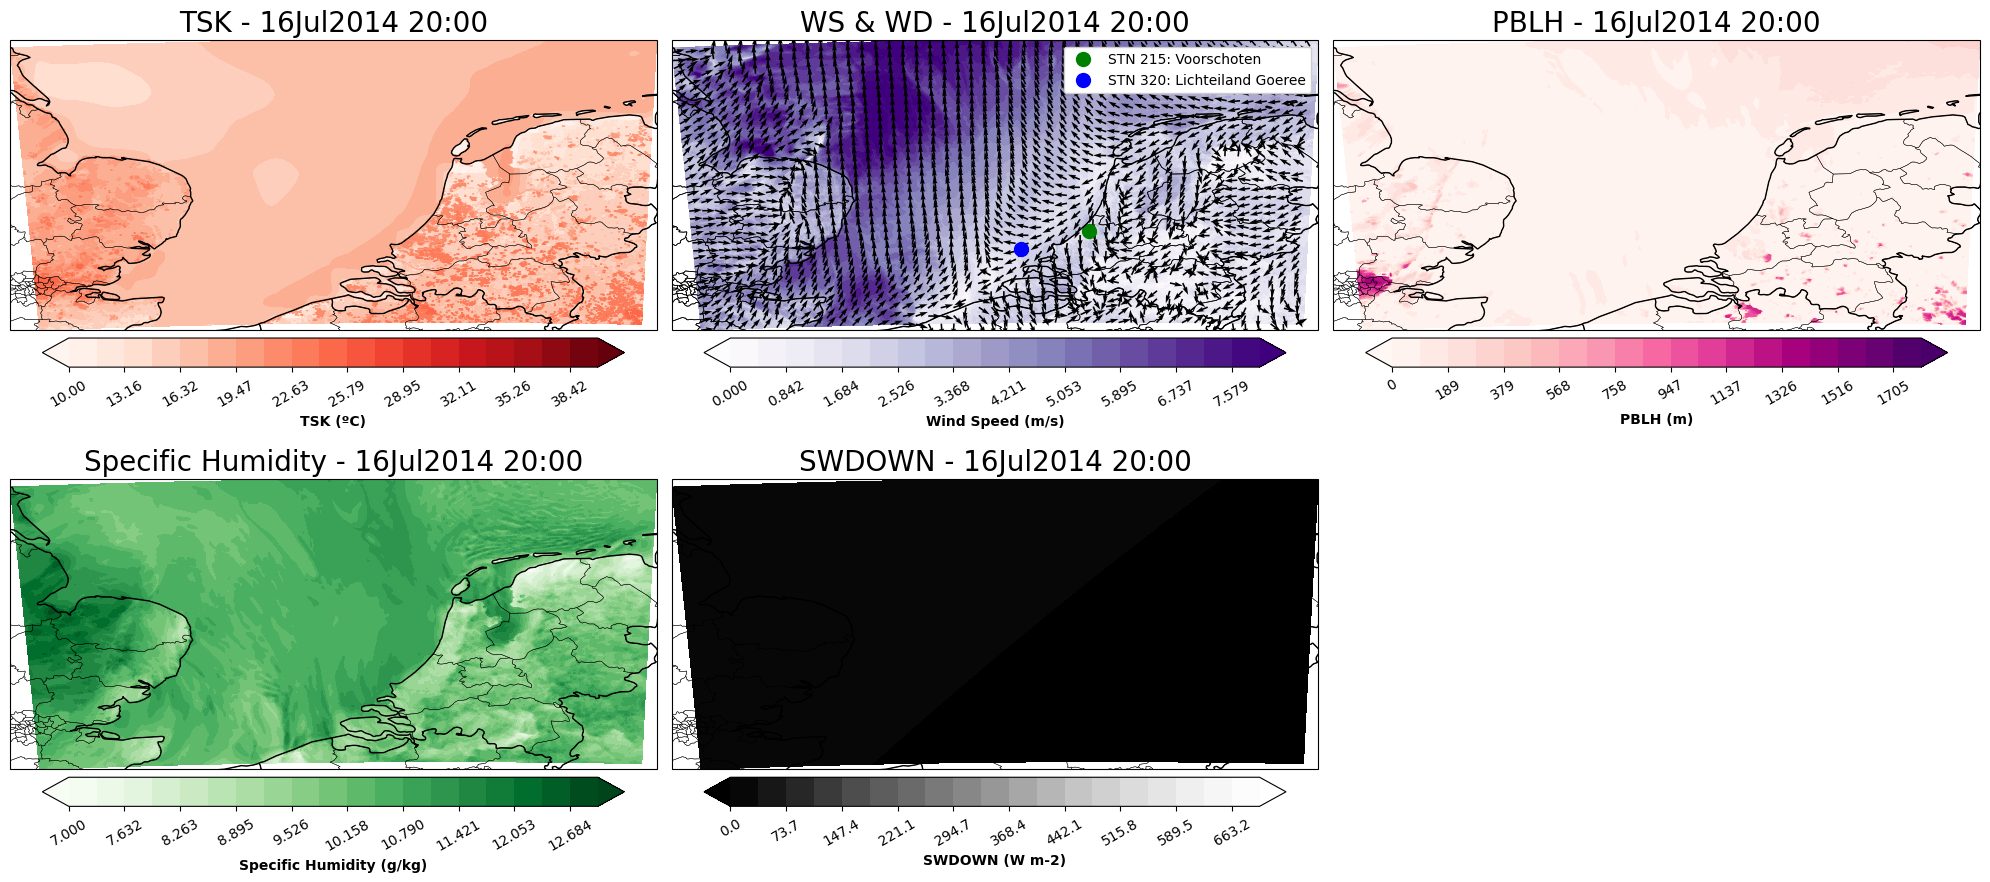 TSK - 16Jul2014 20:00
10.00 13.16 16.32 19.47 22.63 25.79 28.95 32.11 35.26 38.42
TSK (ºC)
WS & WD - 16Jul2014 20:00
STN 215: Voorschoten
STN 320: Lichteiland Goeree
0.000 0.842 1.684 2.526 3.368 4.211 5.053 5.895 6.737 7.579
Wind Speed (m/s)
PBLH - 16Jul2014 20:00
0 189 379 568 758 947 1137 1326 1516 1705
PBLH (m)
Specific Humidity - 16Jul2014 20:00
7.000 7.632 8.263 8.895 9.526 10.158 10.790 11.421 12.053 12.684
Specific Humidity (g/kg)
SWDOWN - 16Jul2014 20:00
0.0 73.7 147.4 221.1 294.7 368.4 442.1 515.8 589.5 663.2
SWDOWN (W m-2)